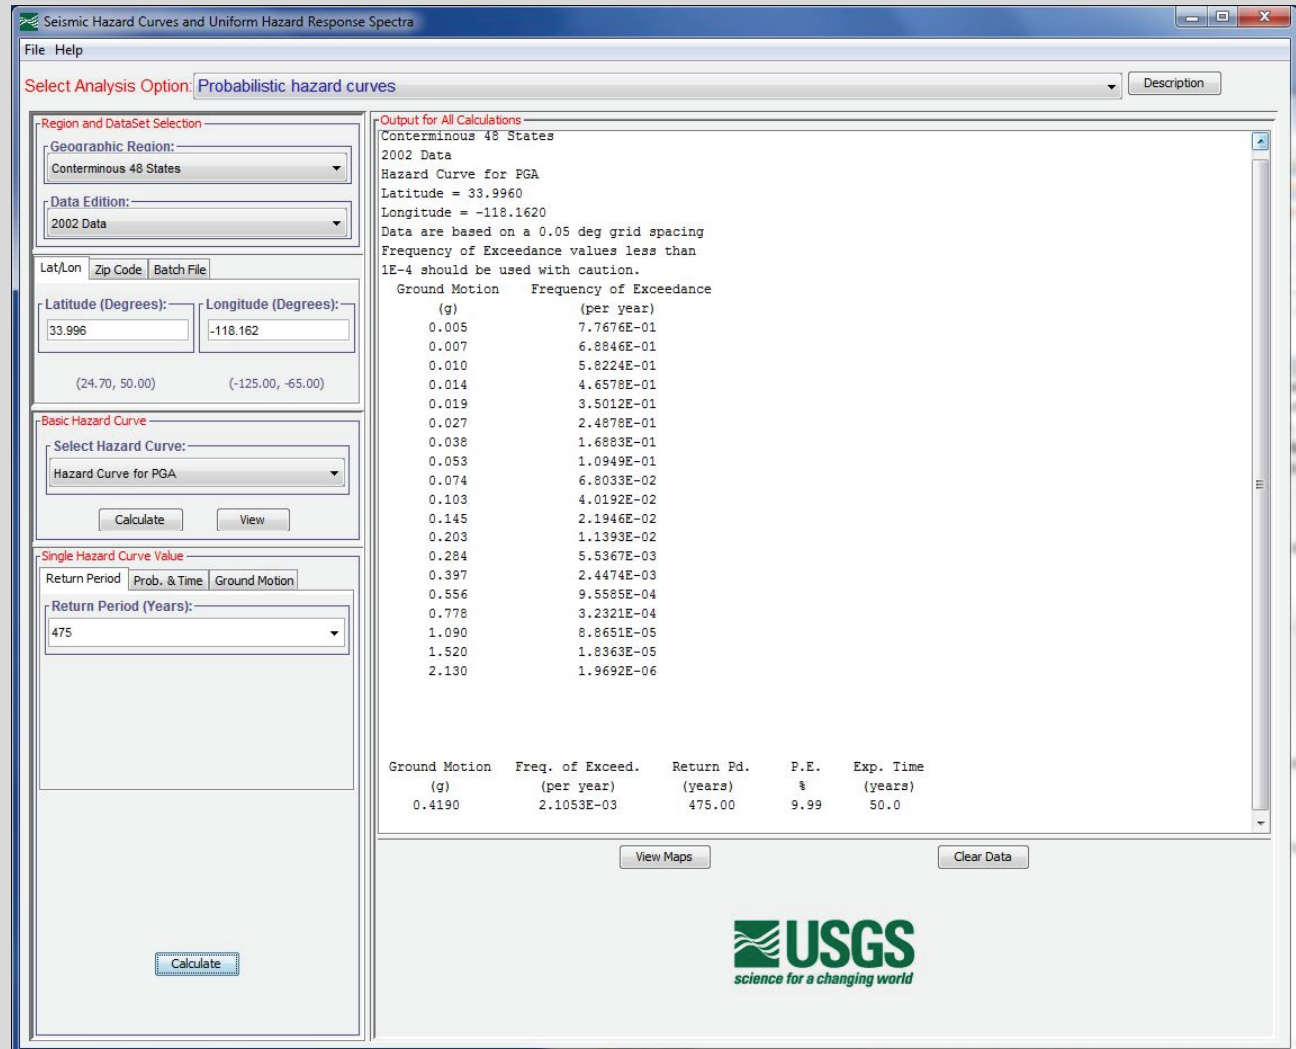 Seismic Hazard Curves and Uniform Hazard Response Spectra
File Help
Select Analysis Option: Probabilistic hazard curves
Description
Region and DataSet Selection
Geographic Region:
Conterminous 48 States
Data Edition:
2002 Data
Lat/Lon Zip Code Batch File
Latitude (Degrees): Longitude (Degrees):
33.996 -118.162
(24.70, 50.00) (-125.00, -65.00)
Basic Hazard Curve
Select Hazard Curve:
Hazard Curve for PGA
Calculate View
Single Hazard Curve Value
Return Period Prob. & Time Ground Motion
Return Period (Years):
475
Calculate
Output for All Calculations
Conterminous 48 States
2002 Data
Hazard Curve for PGA
Latitude = 33.9960
Longitude = -118.1620
Data are based on a 0.05 deg grid spacing
Frequency of Exceedance values less than
1E-4 should be used with caution.
Ground Motion Frequency of Exceedance
(g) (per year)
0.005 7.7676E-01
0.007 6.8846E-01
0.010 5.8224E-01
0.014 4.6578E-01
0.019 3.5012E-01
0.027 2.4878E-01
0.038 1.6883E-01
0.053 1.0949E-01
0.074 6.8033E-02
0.103 4.0192E-02
0.145 2.1946E-02
0.203 1.1393E-02
0.284 5.5367E-03
0.397 2.4474E-03
0.556 9.5585E-04
0.778 3.2321E-04
1.090 8.8651E-05
1.520 1.8363E-05
2.130 1.9692E-06
Ground Motion Freq. of Exceed. Return Pd. P.E. Exp. Time
(g) (per year) (years) % (years)
0.4190 2.1053E-03 475.00 9.99 50.0
View Maps Clear Data
USGS
science for a changing world